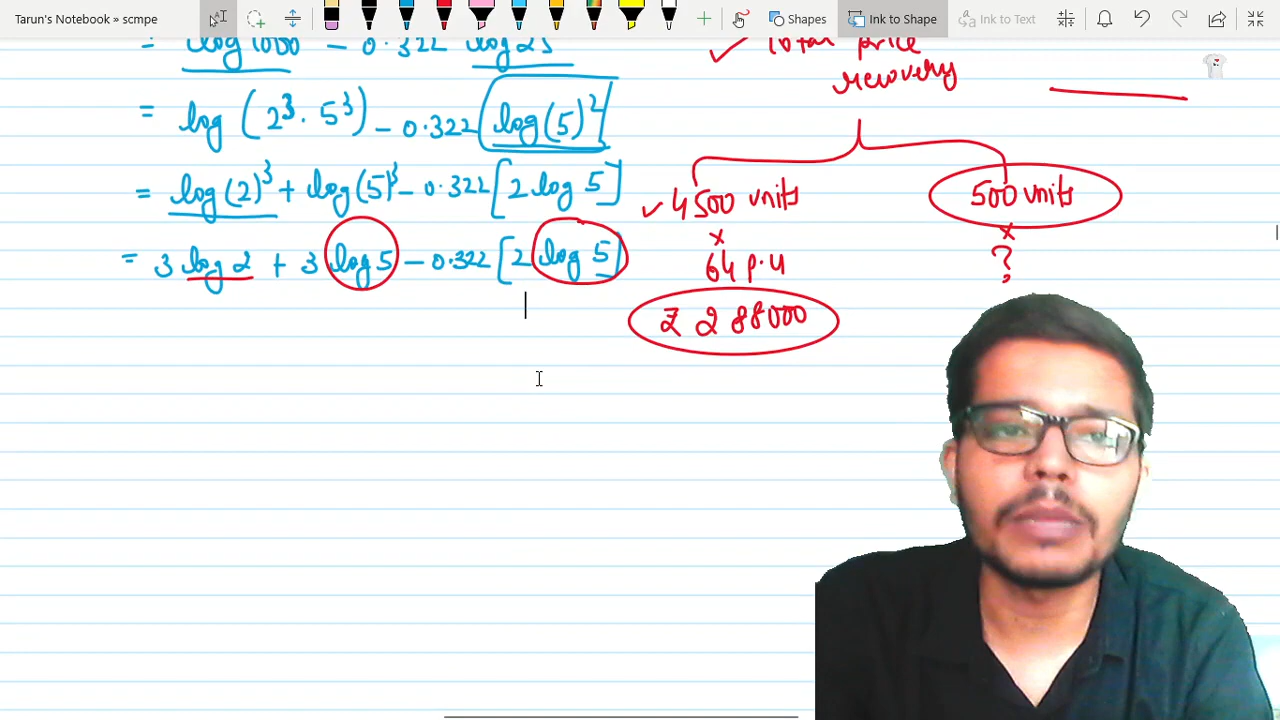 Tarun's Notebook » scmpe
Shapes
Ink to Shape
Ink to Text
= log 1000 - 0.322 log 25
= log (2³ . 5³) - 0.322 log (5)²
= log (2)³ + log (5)³ - 0.322 [2 log 5]
= 3 log 2 + 3 log 5 - 0.322 [2 log 5]
✓ Total price
recovery
✓ 4500 units
x
64 p.u
₹ 288000
500 units
x
?